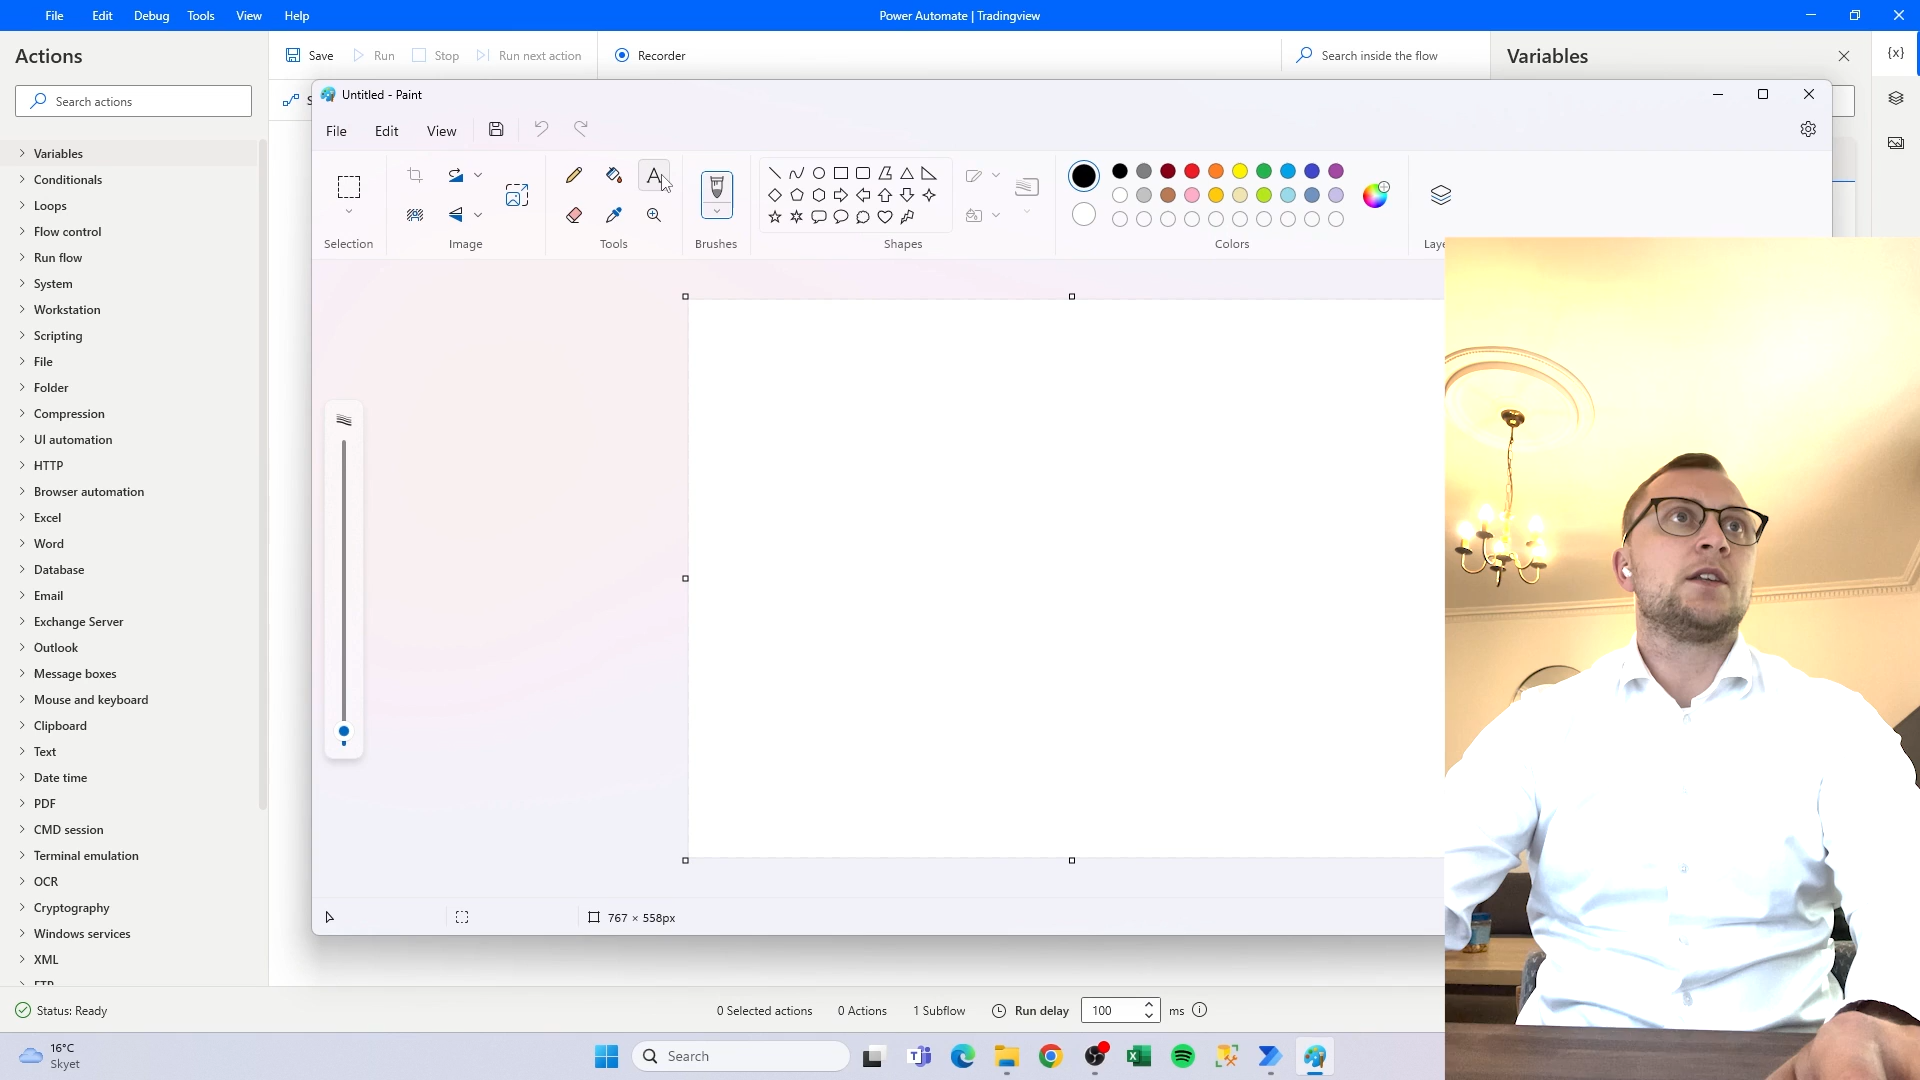 File Edit Debug Tools View Help
Power Automate | Tradingview
Actions
Save Run Stop Run next action Recorder
Search inside the flow
Variables
{x}
Search actions
Untitled - Paint
File Edit View
Selection Image Tools Brushes Shapes Colors
Variables
Conditionals
Loops
Flow control
Run flow
System
Workstation
Scripting
File
Folder
Compression
UI automation
HTTP
Browser automation
Excel
Word
Database
Email
Exchange Server
Outlook
Message boxes
Mouse and keyboard
Clipboard
Text
Date time
PDF
CMD session
Terminal emulation
OCR
Cryptography
Windows services
XML
767 × 558px
Status: Ready
0 Selected actions 0 Actions 1 Subflow Run delay 100 ms
16°C
Skyet
Search